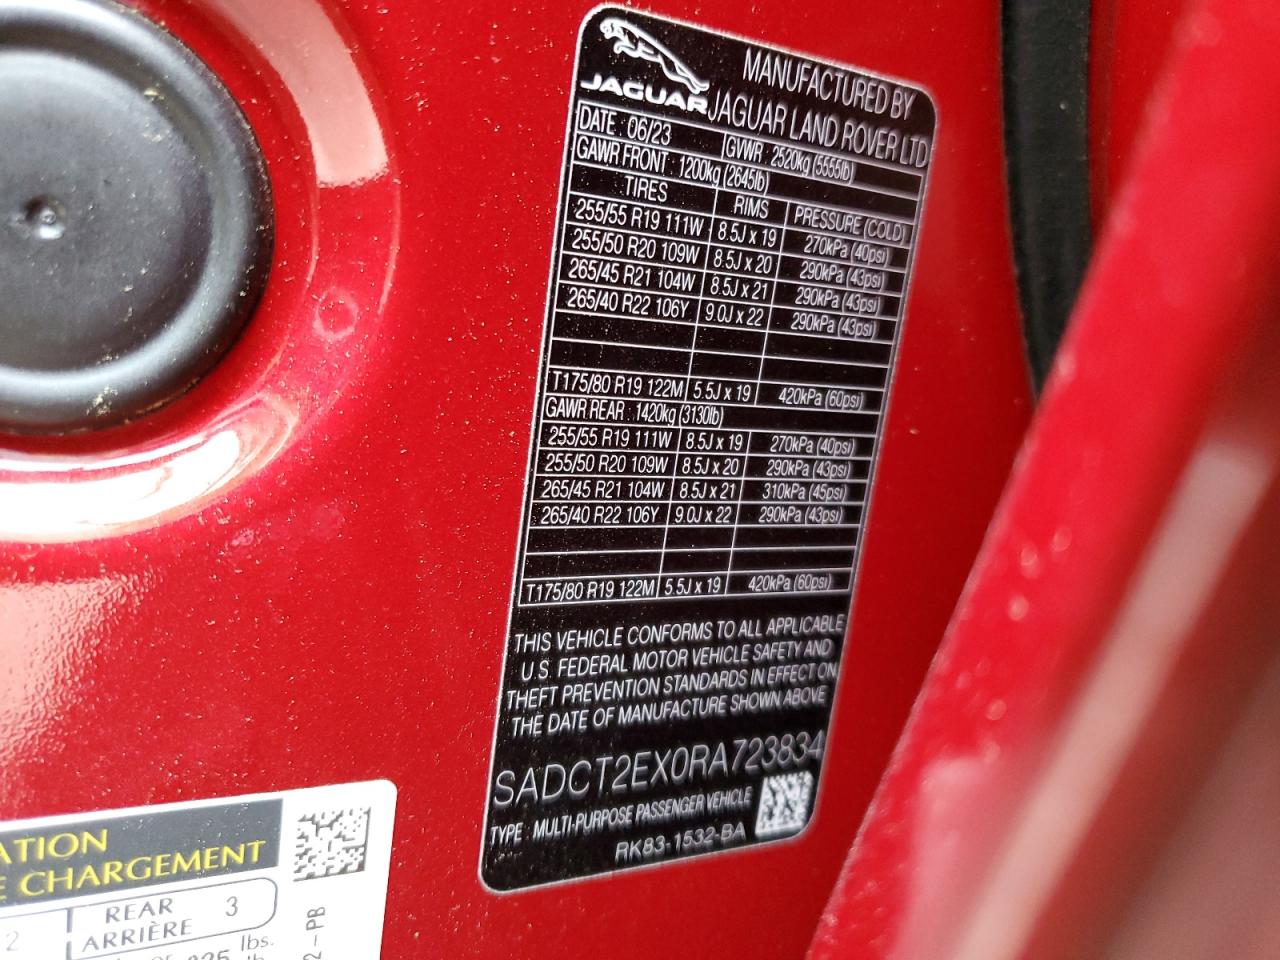 JAGUAR
MANUFACTURED BY
JAGUAR LAND ROVER LTD
DATE : 06/23 GVWR : 2520kg (5555lb)
GAWR FRONT : 1200kg (2645lb)
TIRES RIMS PRESSURE (COLD)
255/55 R19 111W 8.5J x 19 270kPa (40psi)
255/50 R20 109W 8.5J x 20 290kPa (43psi)
265/45 R21 104W 8.5J x 21 290kPa (43psi)
265/40 R22 106Y 9.0J x 22 290kPa (43psi)
T175/80 R19 122M 5.5J x 19 420kPa (60psi)
GAWR REAR : 1420kg (3130lb)
255/55 R19 111W 8.5J x 19 270kPa (40psi)
255/50 R20 109W 8.5J x 20 290kPa (43psi)
265/45 R21 104W 8.5J x 21 310kPa (45psi)
265/40 R22 106Y 9.0J x 22 290kPa (43psi)
T175/80 R19 122M 5.5J x 19 420kPa (60psi)
THIS VEHICLE CONFORMS TO ALL APPLICABLE
U.S. FEDERAL MOTOR VEHICLE SAFETY AND
THEFT PREVENTION STANDARDS IN EFFECT ON
THE DATE OF MANUFACTURE SHOWN ABOVE
SADCT2EX0RA723834
TYPE : MULTI-PURPOSE PASSENGER VEHICLE
RK83-1532-BA
ATION
E CHARGEMENT
2 REAR 3
ARRIÈRE
lbs.
2-PB